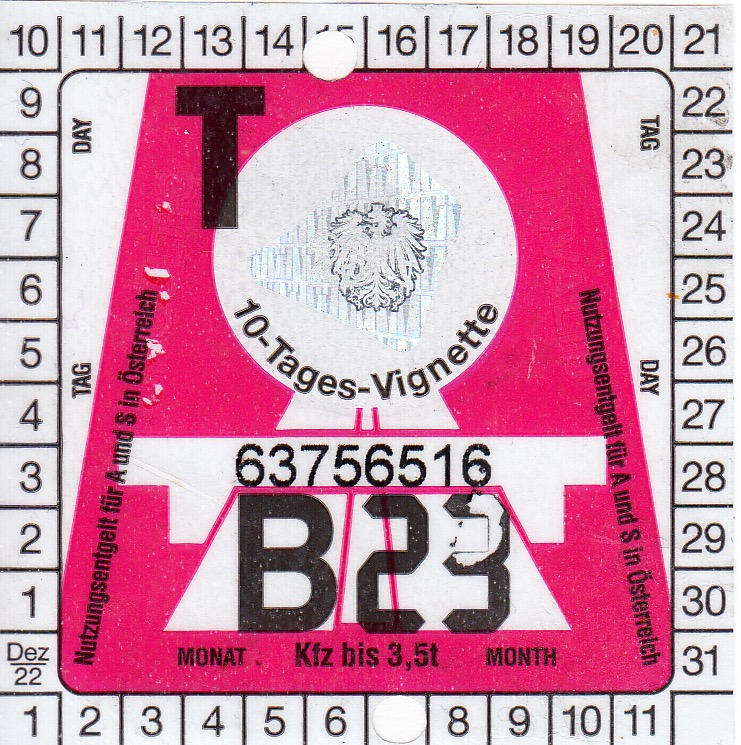 10 11 12 13 14 15 16 17 18 19 20 21
9 DAY T TAG 22
8 23
7 24
6 25
5 TAG DAY 26
4 27
3 28
2 29
1 30
Dez 22 31
1 2 3 4 5 6 8 9 10 11
10-Tages-Vignette
63756516
B23
MONAT Kfz bis 3,5t MONTH
Nutzungsentgelt für A und S in Österreich
Nutzungsentgelt für A und S in Österreich